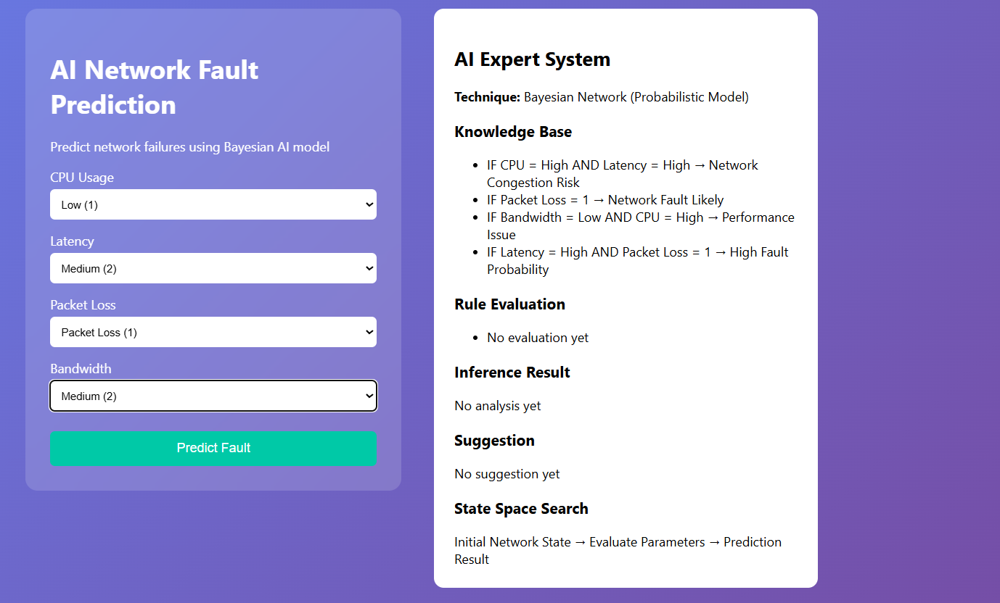 AI Network Fault
Prediction
Predict network failures using Bayesian AI model
CPU Usage
Low (1)
Latency
Medium (2)
Packet Loss
Packet Loss (1)
Bandwidth
Medium (2)
Predict Fault
AI Expert System
Technique: Bayesian Network (Probabilistic Model)
Knowledge Base
• IF CPU = High AND Latency = High → Network
Congestion Risk
• IF Packet Loss = 1 → Network Fault Likely
• IF Bandwidth = Low AND CPU = High → Performance
Issue
• IF Latency = High AND Packet Loss = 1 → High Fault
Probability
Rule Evaluation
• No evaluation yet
Inference Result
No analysis yet
Suggestion
No suggestion yet
State Space Search
Initial Network State → Evaluate Parameters → Prediction
Result